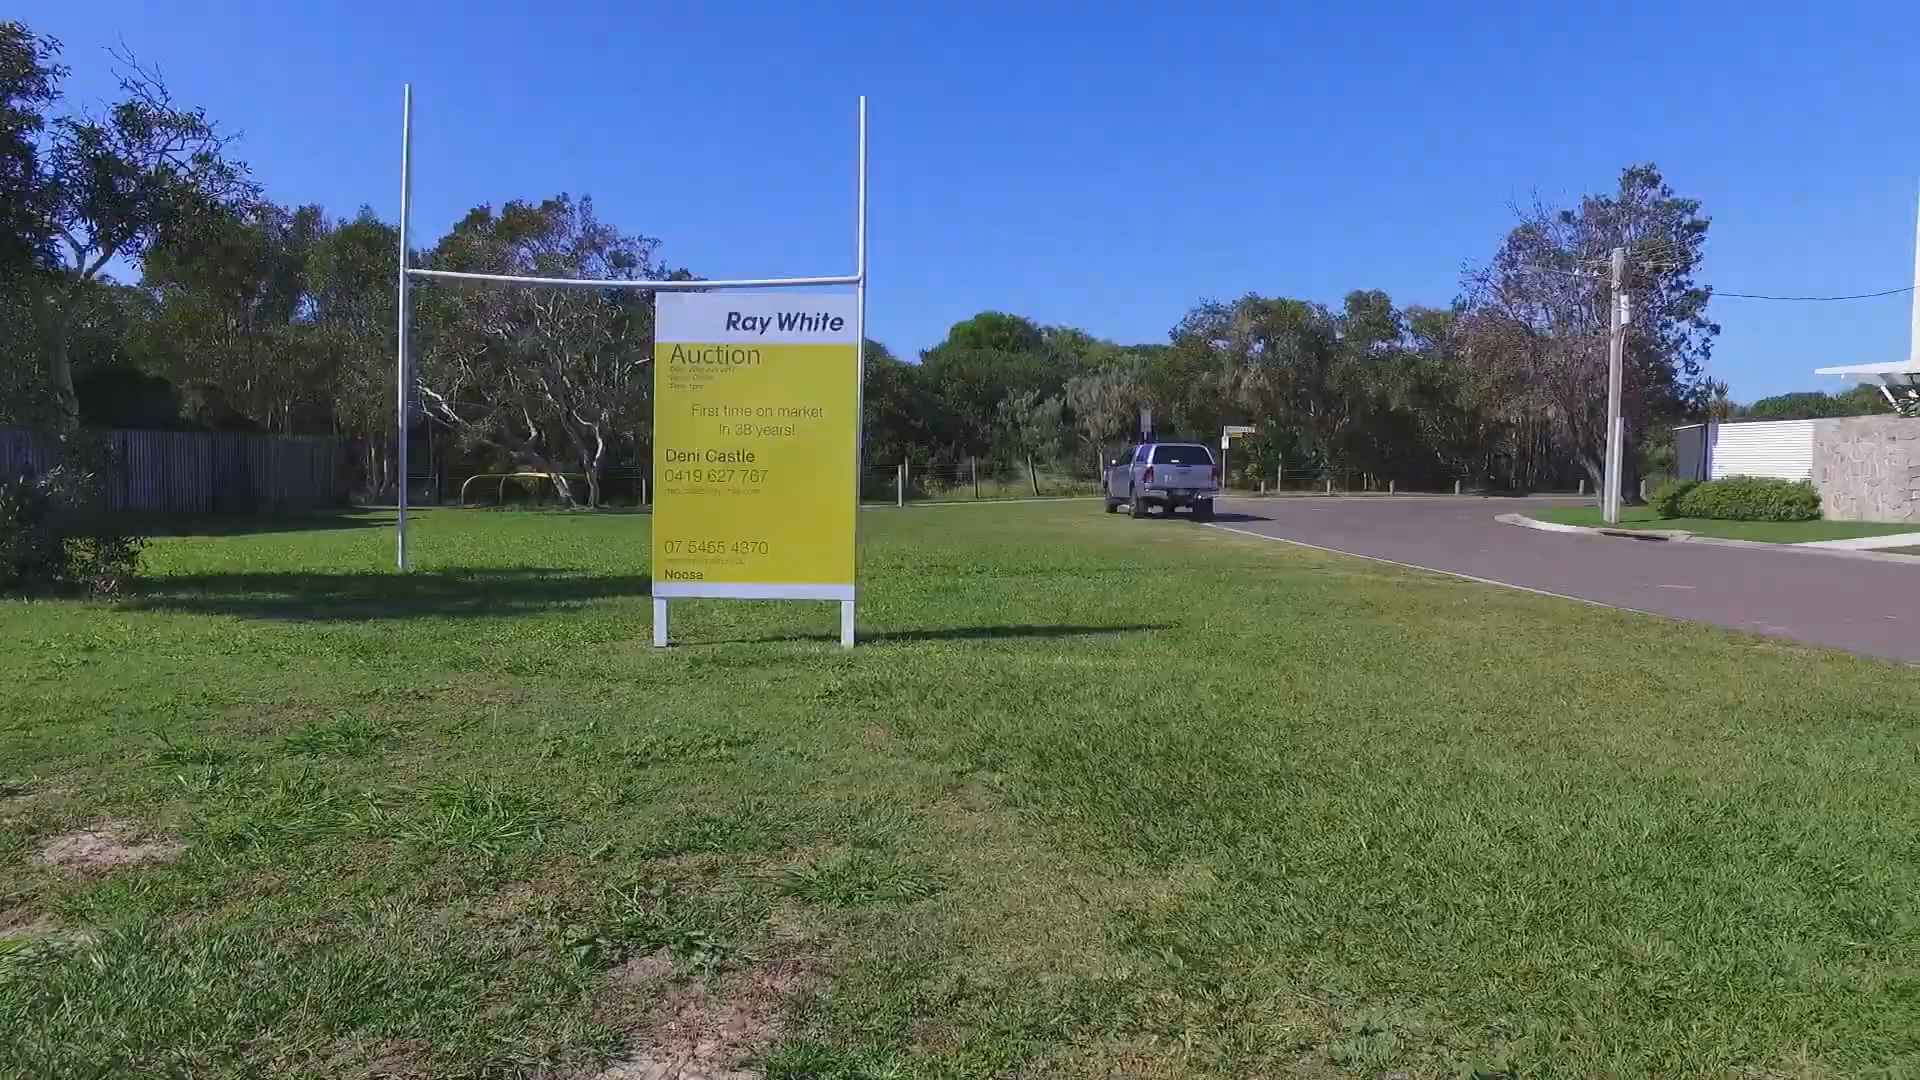 Ray White
Auction
First time on market
In 38 years!
Deni Castle
0419 627 767
07 5455 4370
Noosa